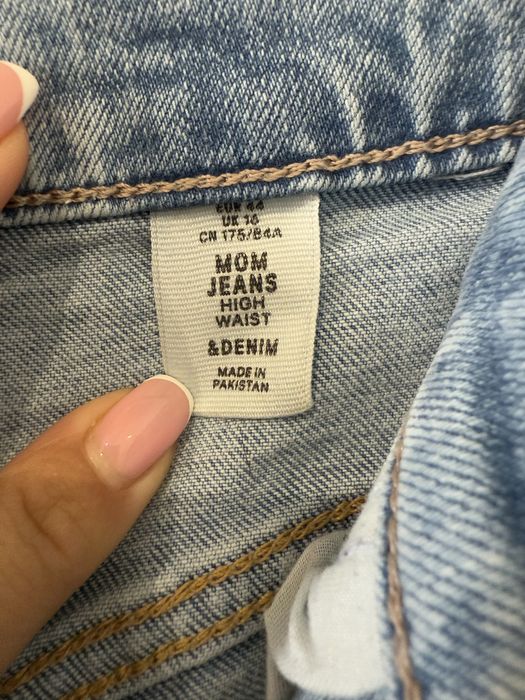 EUR 44
UK 16
CN 175/84A
MOM
JEANS
HIGH
WAIST
&DENIM
MADE IN
PAKISTAN